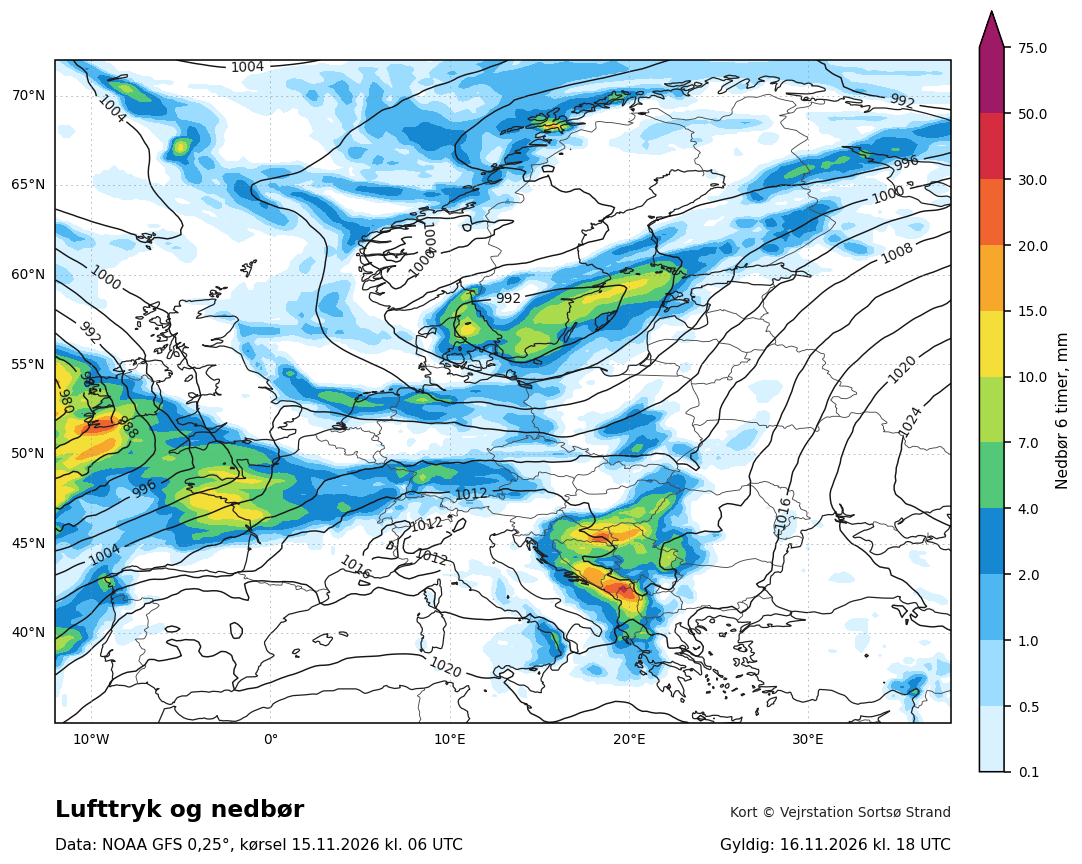 1004
1004
992
70°N
996
65°N
1000
1008
1008
1000
60°N
1000
992
992
55°N
1020
980
1024
988
50°N
996
1012
1016
1012
45°N
1004
1012
1016
40°N
1020
10°W
0°
10°E
20°E
30°E
75.0
50.0
30.0
20.0
15.0
10.0
7.0
4.0
2.0
1.0
0.5
0.1
Nedbør 6 timer, mm
Lufttryk og nedbør
Kort © Vejrstation Sortsø Strand
Data: NOAA GFS 0,25°, kørsel 15.11.2026 kl. 06 UTC
Gyldig: 16.11.2026 kl. 18 UTC